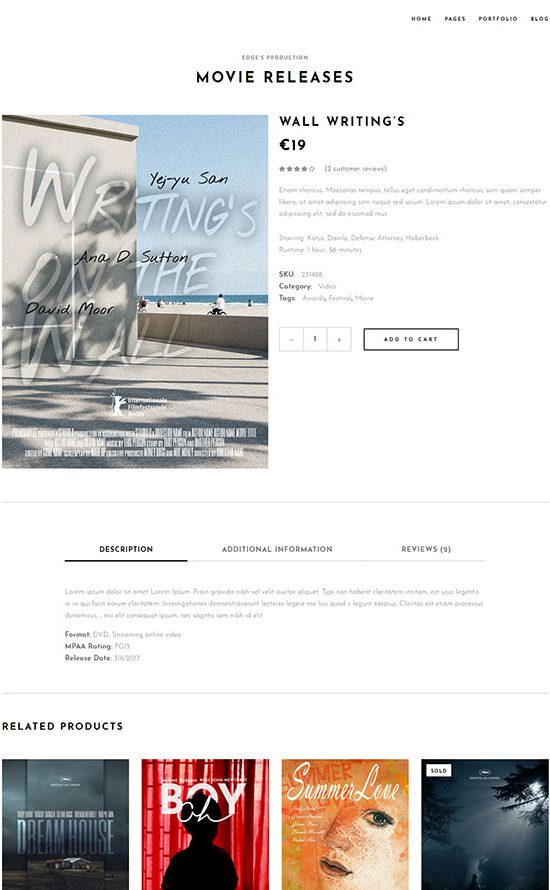 HOME PAGES PORTFOLIO BLOG
EDGE'S PRODUCTION
MOVIE RELEASES
WRITING'S
ON THE
WALL
Yej-yu San
Ana D. Sutton
David Moor
Internationale
Filmfestspiele
Berlin
WALL WRITING'S
€19
(2 customer reviews)
Etiam rhoncus. Maecenas tempus, tellus eget condimentum rhoncus, sem quam semper
libero, sit amet adipiscing sem neque sed ipsum. Lorem ipsum dolor sit amet, consectetur
adipiscing elit, sed do eiusmod reus.
Starring: Katja, Danilo, Defense Attorney Haberbeck
Runtime: 1 hour, 56 minutes
SKU: 231488
Category: Video
Tags: Awards, Festival, Movie
– 1 +
ADD TO CART
DESCRIPTION ADDITIONAL INFORMATION REVIEWS (2)
Lorem ipsum dolor sit amet Lorem Ipsum. Proin gravida nibh vel velit auctor aliquet. Typi non habent claritatem insitam, est usus legentis
in iis qui facit eorum claritatem. Investigationes demonstraverunt lectores legere me lius quod ii legunt saepius. Claritas est etiam processus
dynamicus, , nisi elit consequat ipsum, nec sagittis sem nibh id elit.
Format: DVD, Streaming online video
MPAA Rating: PG13
Release Date: 3/6/2017
RELATED PRODUCTS
DREAM HOUSE
BOY
oh
SUMMER
SummerLove
SOLD